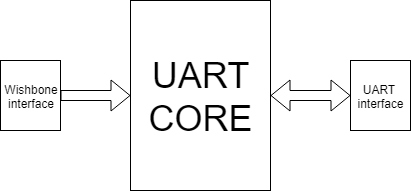 Wishbone
interface
UART
CORE
UART
interface